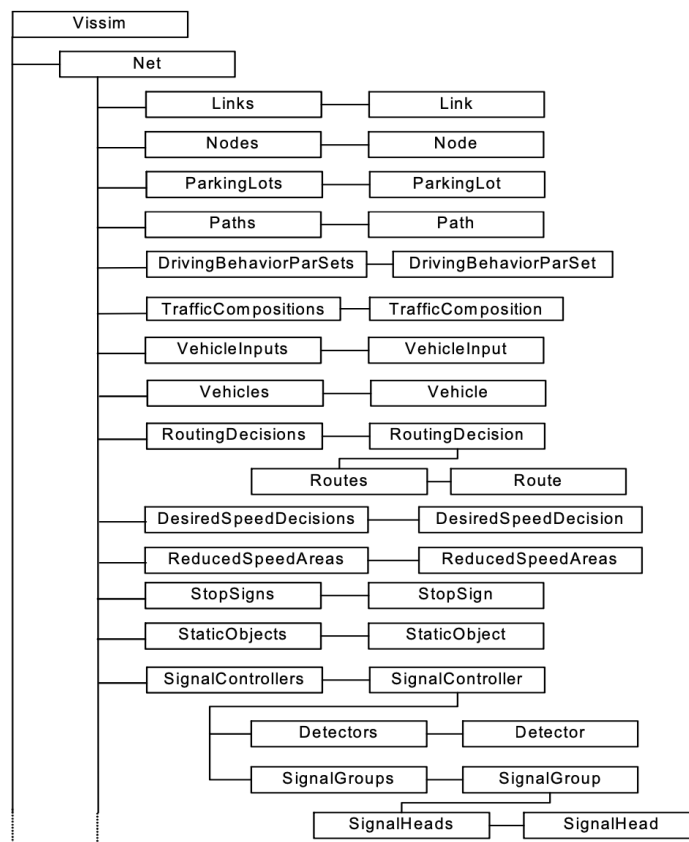 Vissim
Net
Links Link
Nodes Node
ParkingLots ParkingLot
Paths Path
DrivingBehaviorParSets DrivingBehaviorParSet
TrafficCompositions TrafficComposition
VehicleInputs VehicleInput
Vehicles Vehicle
RoutingDecisions RoutingDecision
Routes Route
DesiredSpeedDecisions DesiredSpeedDecision
ReducedSpeedAreas ReducedSpeedAreas
StopSigns StopSign
StaticObjects StaticObject
SignalControllers SignalController
Detectors Detector
SignalGroups SignalGroup
SignalHeads SignalHead